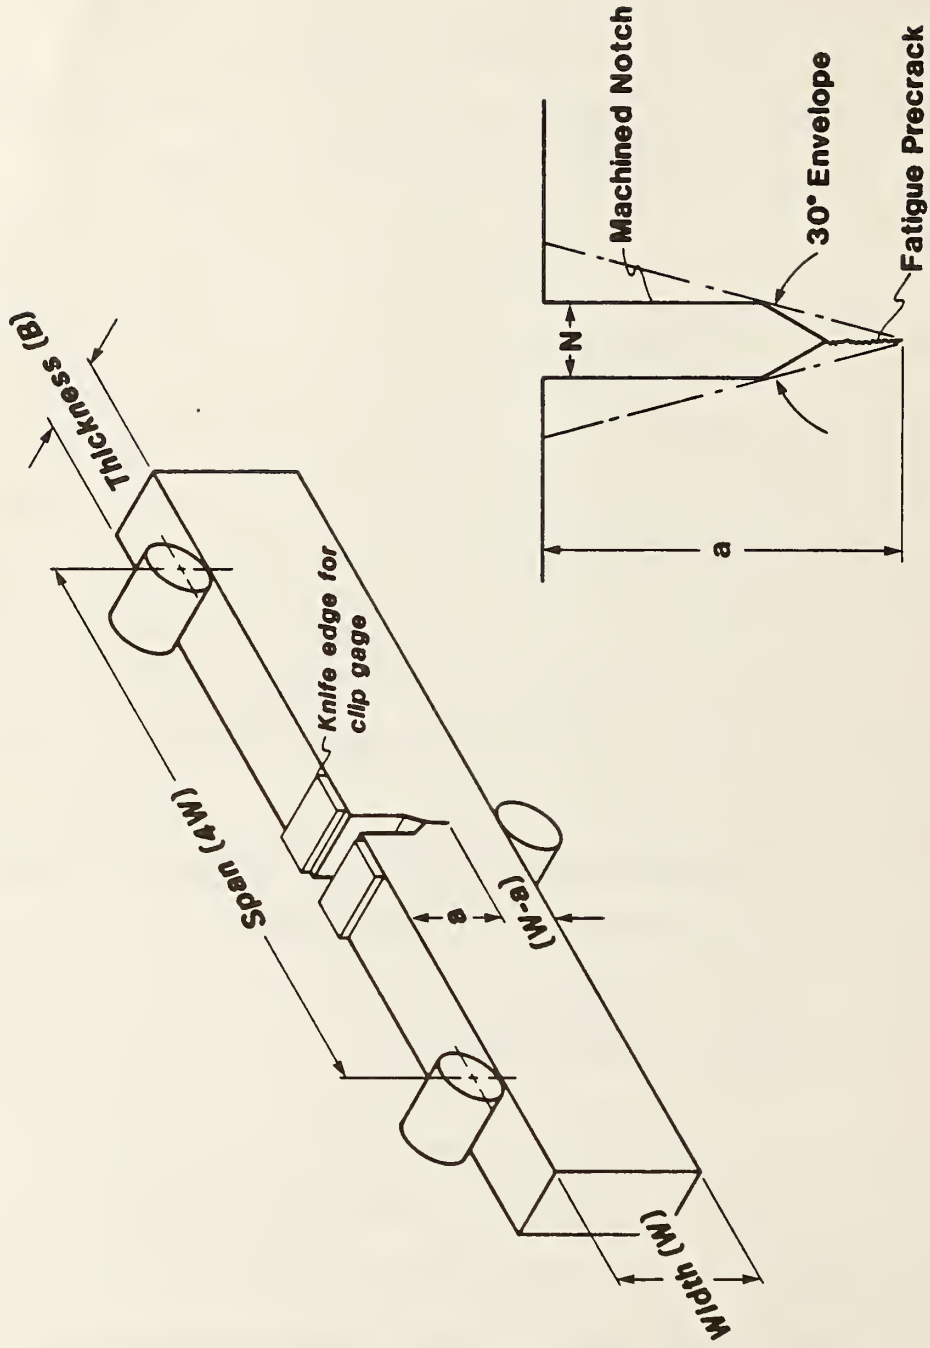 Thickness (B)
Span (4W)
Knife edge for
clip gage
a
(W-a)
Width (W)
N
Machined Notch
30° Envelope
a
Fatigue Precrack